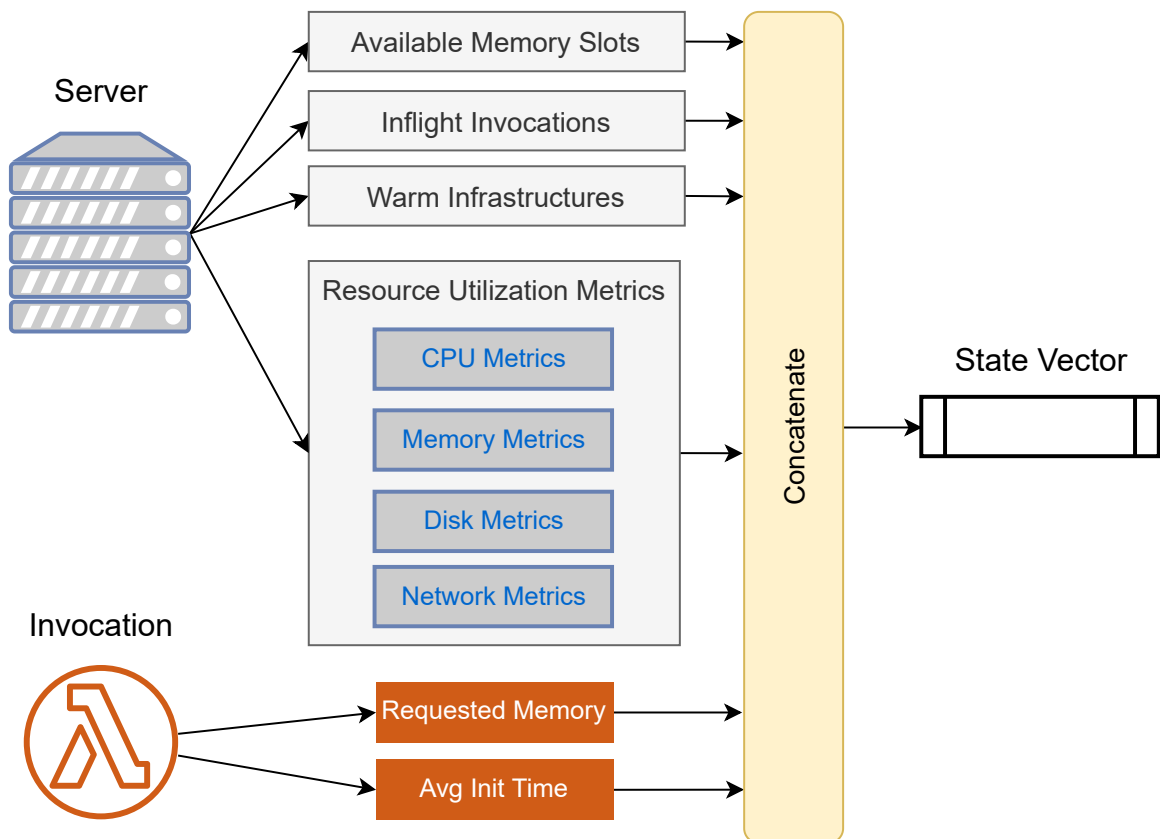 Server
Available Memory Slots
Inflight Invocations
Warm Infrastructures
Resource Utilization Metrics
CPU Metrics
Memory Metrics
Disk Metrics
Network Metrics
Invocation
Requested Memory
Avg Init Time
Concatenate
State Vector